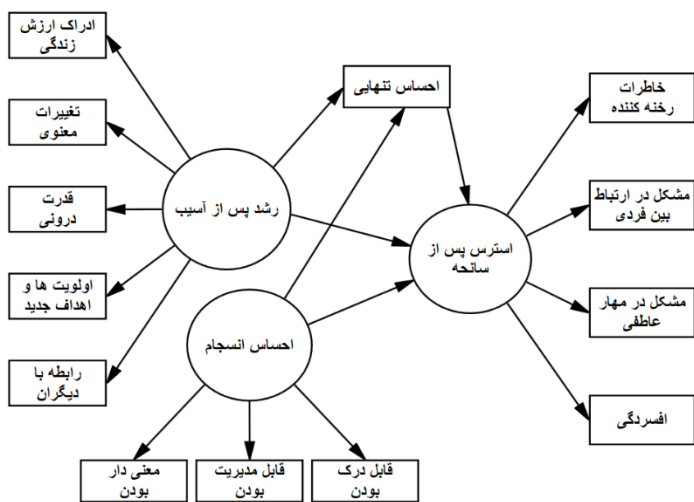 ادراک ارزش
زندگی
تغییرات
معنوی
قدرت
درونی
اولویت ها و
اهداف جدید
رابطه با
دیگران
رشد پس از آسیب
احساس تنهایی
احساس انسجام
معنی دار
بودن
قابل مدیریت
بودن
قابل درک
بودن
استرس پس از
سانحه
خاطرات
رخنه کننده
مشکل در ارتباط
بین فردی
مشکل در مهار
عاطفی
افسردگی